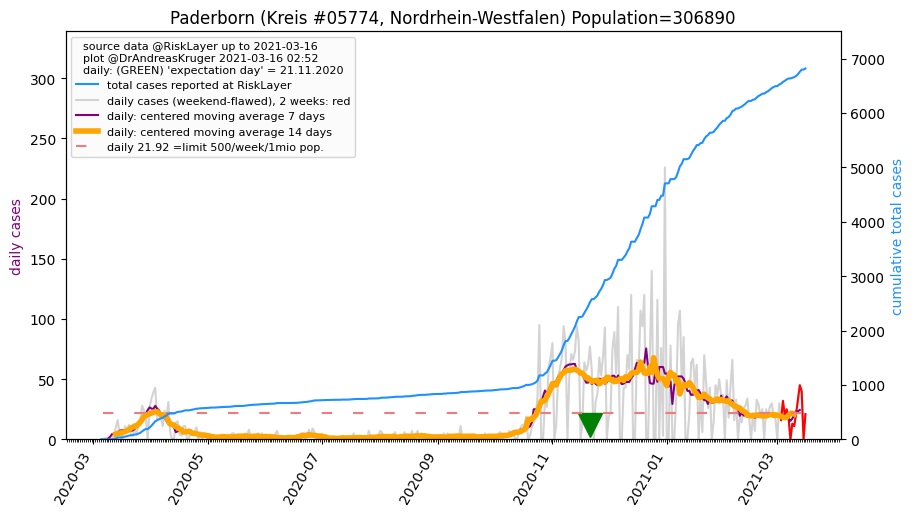 Paderborn (Kreis #05774, Nordrhein-Westfalen) Population=306890
source data @RiskLayer up to 2021-03-16
plot @DrAndreasKruger 2021-03-16 02:52
daily: (GREEN) 'expectation day' = 21.11.2020
total cases reported at RiskLayer
daily cases (weekend-flawed), 2 weeks: red
daily: centered moving average 7 days
daily: centered moving average 14 days
daily 21.92 =limit 500/week/1mio pop.
daily cases
300
250
200
150
100
50
0
7000
6000
5000
4000
3000
2000
1000
0
cumulative total cases
2020-03
2020-05
2020-07
2020-09
2020-11
2021-01
2021-03